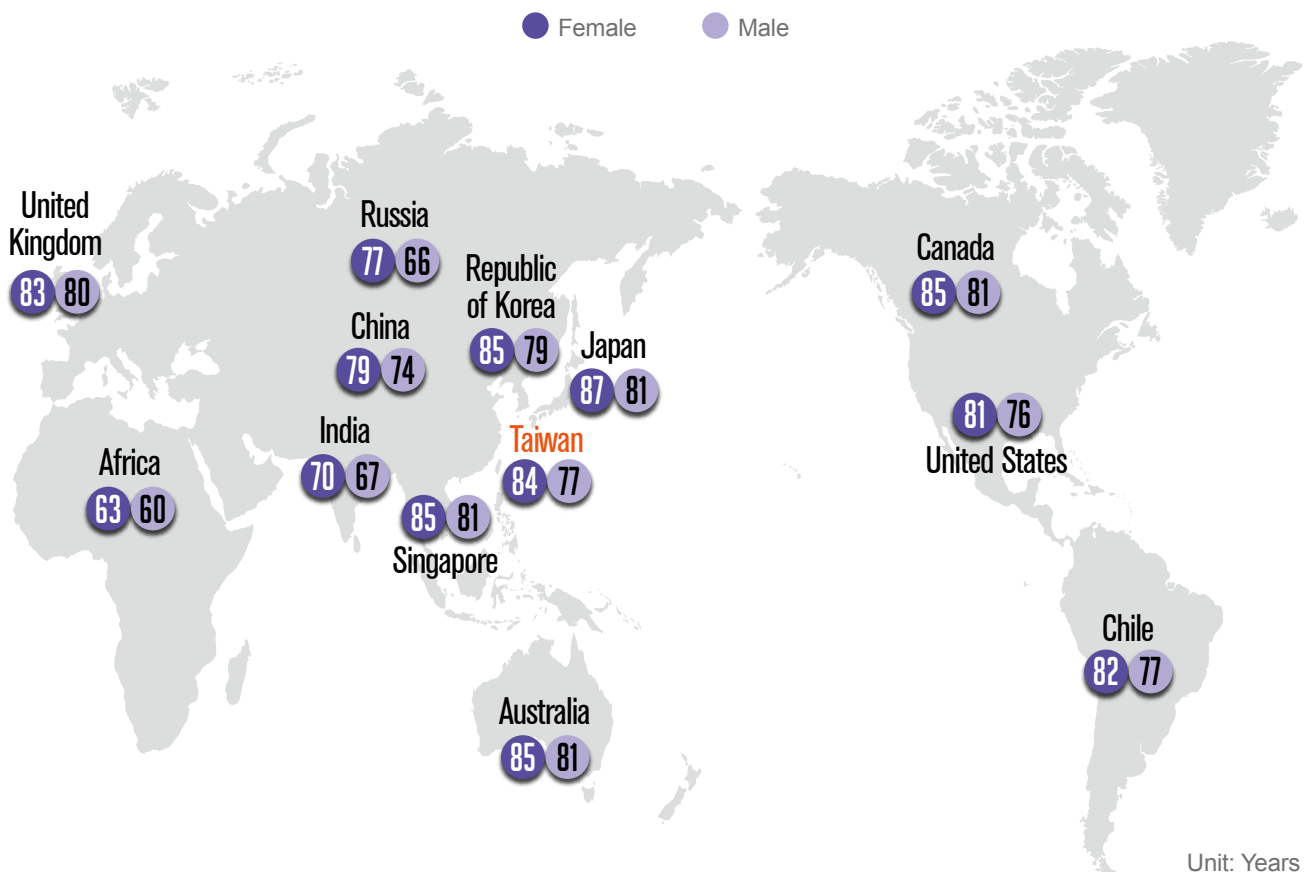 Female
Male
United
Kingdom
83 80
Russia
77 66
Republic
of Korea
85 79
China
79 74
Japan
87 81
India
70 67
Taiwan
84 77
Africa
63 60
85 81
Singapore
Australia
85 81
Canada
85 81
81 76
United States
Chile
82 77
Unit: Years